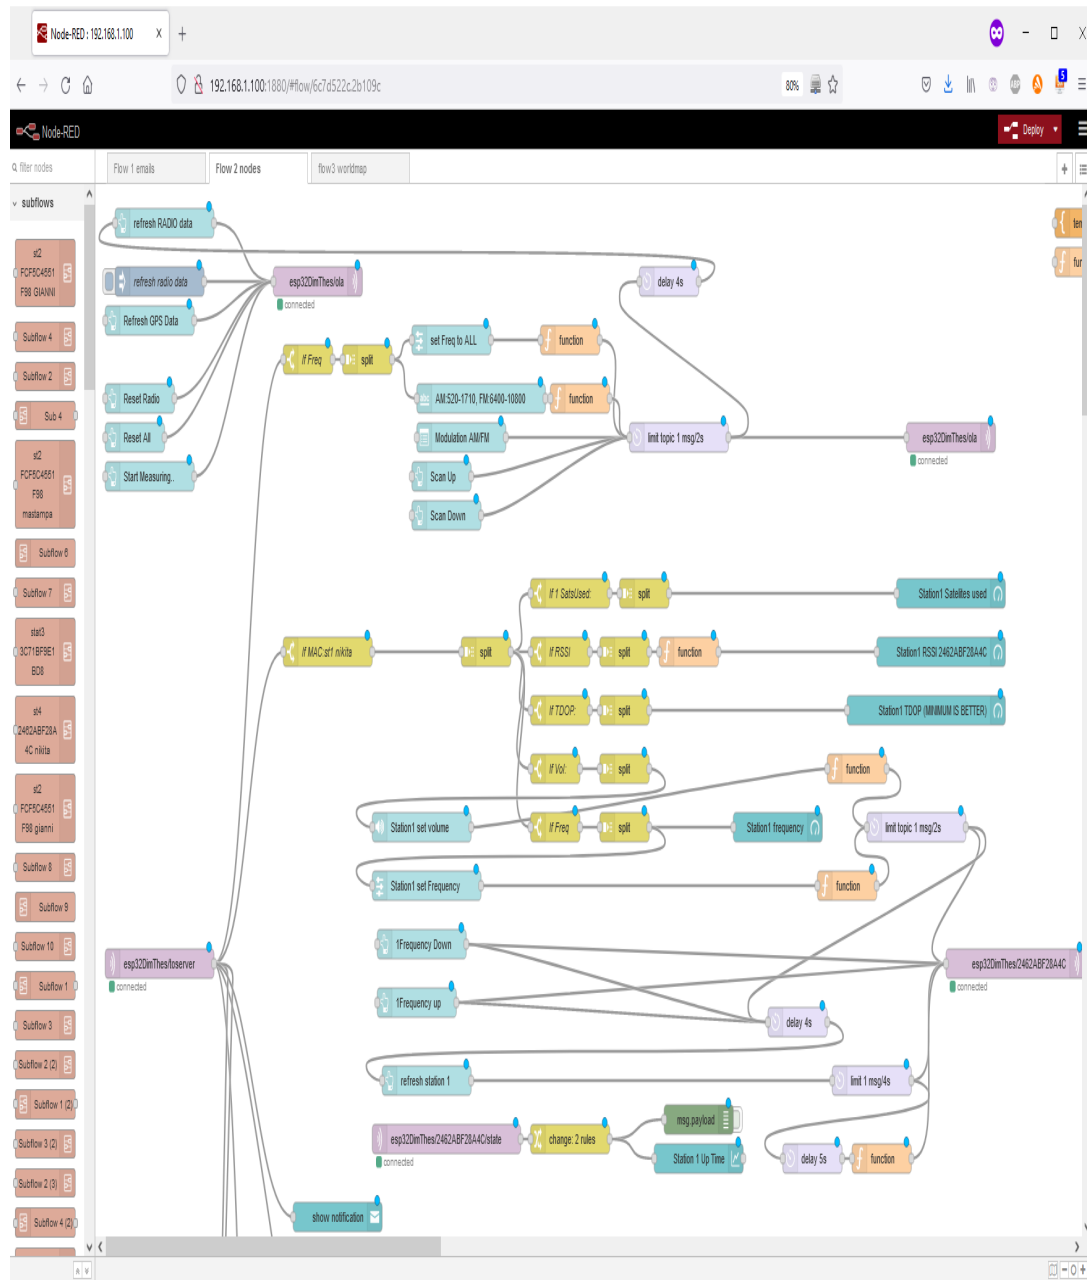 Node-RED : 192.168.1.100
192.168.1.100:1880/#flow/6c7d522c2b109c
80%
5
Node-RED
Deploy
filter nodes
Flow 1 emails
Flow 2 nodes
flow3 worldmap
subflows
st2
FCF5C4551
F98 GIANNI
Subflow 4
Subflow 2
Sub 4
st2
FCF5C4551
F98
mastampa
Subflow 6
Subflow 7
stat3
3C71BF9E1
BD8
st4
2462ABF28A
4C nikita
st2
FCF5C4551
F98 gianni
Subflow 8
Subflow 9
Subflow 10
Subflow 1
Subflow 3
Subflow 2 (2)
Subflow 1 (2)
Subflow 3 (2)
Subflow 2 (3)
Subflow 4 (2)
refresh RADIO data
refresh radio data
Refresh GPS Data
Reset Radio
Reset All
Start Measuring..
esp32DimThes/ola
connected
If Freq
split
set Freq to ALL
function
AM:520-1710, FM:6400-10800
function
Modulation AM/FM
Scan Up
Scan Down
delay 4s
limit topic 1 msg/2s
esp32DimThes/ola
connected
If MAC:st1 nikita
split
If 1 SatsUsed:
split
Station1 Satelites used
If RSSI
split
function
Station1 RSSI 2462ABF28A4C
If TDOP:
split
Station1 TDOP (MINIMUM IS BETTER)
If Vol:
split
function
Station1 set volume
If Freq
split
Station1 frequency
limit topic 1 msg/2s
Station1 set Frequency
function
1Frequency Down
esp32DimThes/toserver
connected
esp32DimThes/2462ABF28A4C
connected
1Frequency up
delay 4s
refresh station 1
limit 1 msg/4s
esp32DimThes/2462ABF28A4C/state
connected
change: 2 rules
msg.payload
Station 1 Up Time
delay 5s
function
show notification